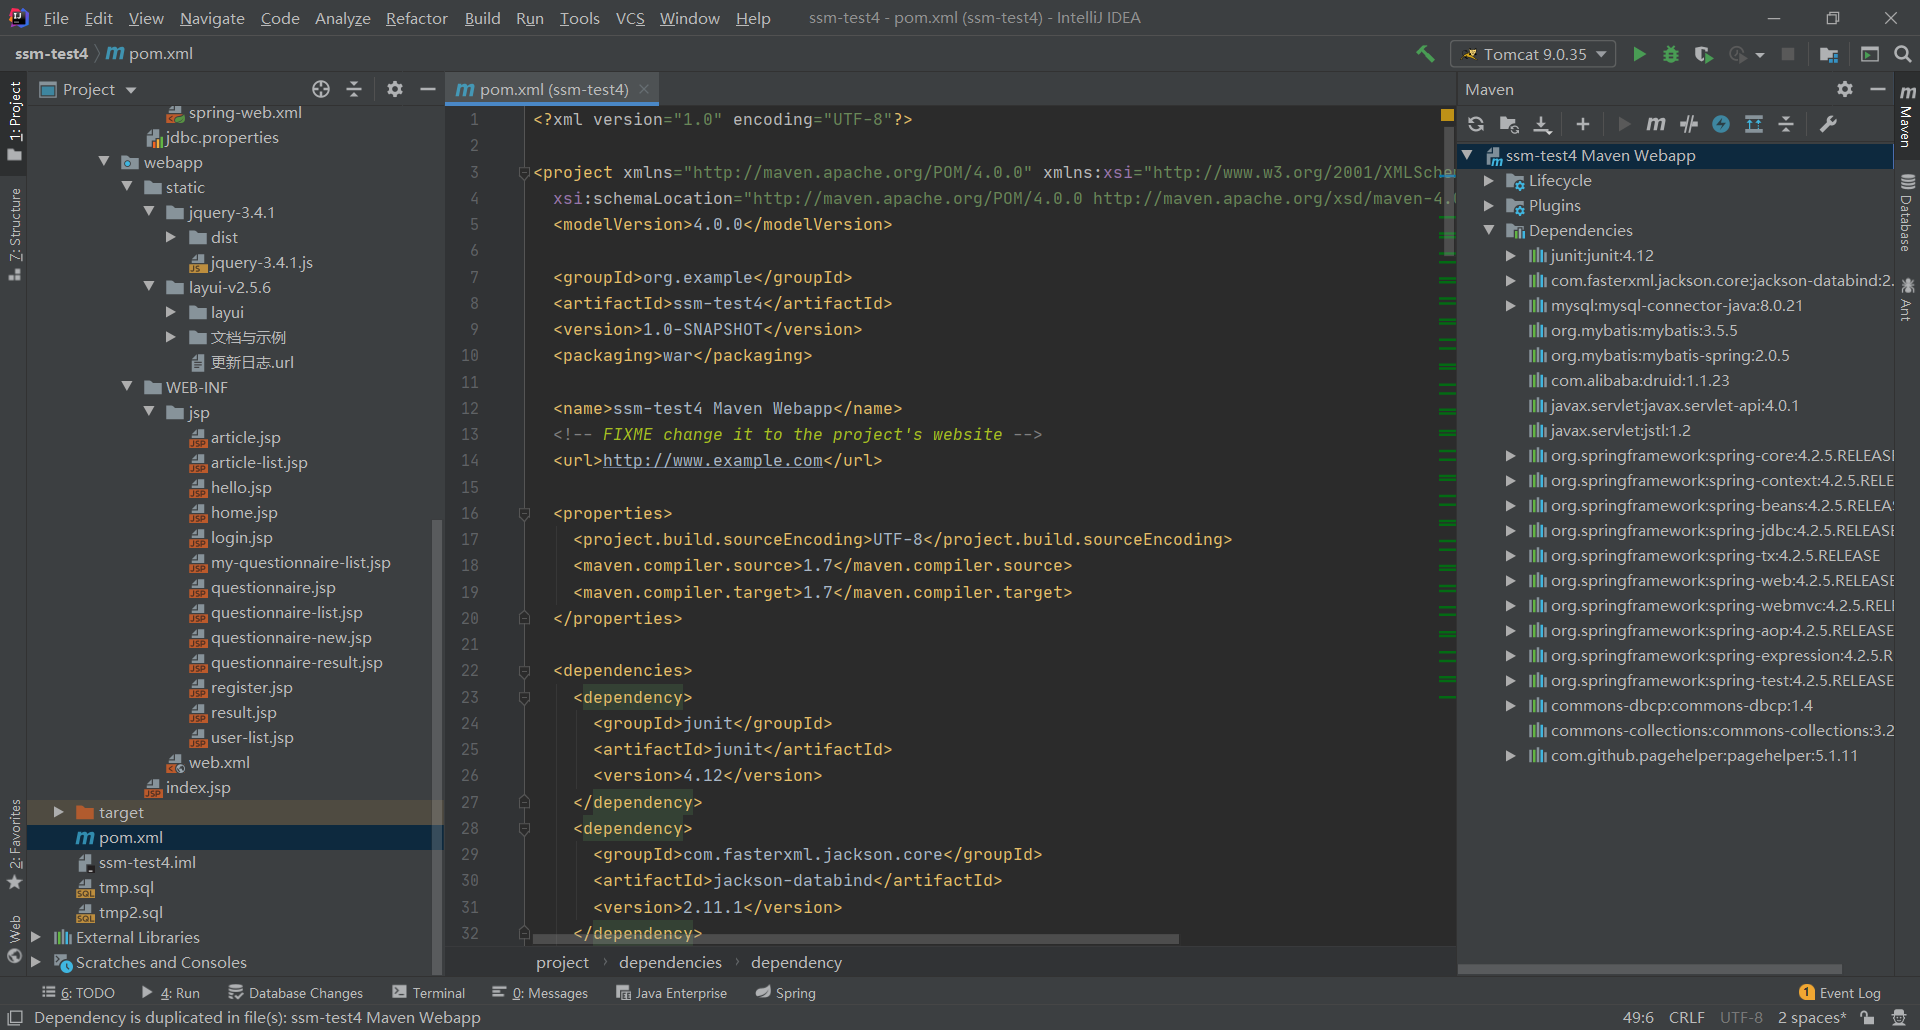 File Edit View Navigate Code Analyze Refactor Build Run Tools VCS Window Help ssm-test4 - pom.xml (ssm-test4) - IntelliJ IDEA
ssm-test4 pom.xml Tomcat 9.0.35
1: Project
7: Structure
2: Favorites
Web
Project
spring-web.xml
jdbc.properties
webapp
static
jquery-3.4.1
dist
jquery-3.4.1.js
layui-v2.5.6
layui
文档与示例
更新日志.url
WEB-INF
jsp
article.jsp
article-list.jsp
hello.jsp
home.jsp
login.jsp
my-questionnaire-list.jsp
questionnaire.jsp
questionnaire-list.jsp
questionnaire-new.jsp
questionnaire-result.jsp
register.jsp
result.jsp
user-list.jsp
web.xml
index.jsp
target
pom.xml
ssm-test4.iml
tmp.sql
tmp2.sql
External Libraries
Scratches and Consoles
pom.xml (ssm-test4)
1 <?xml version="1.0" encoding="UTF-8"?>
2
3 <project xmlns="http://maven.apache.org/POM/4.0.0" xmlns:xsi="http://www.w3.org/2001/XMLSche
4 xsi:schemaLocation="http://maven.apache.org/POM/4.0.0 http://maven.apache.org/xsd/maven-4.0
5 <modelVersion>4.0.0</modelVersion>
6
7 <groupId>org.example</groupId>
8 <artifactId>ssm-test4</artifactId>
9 <version>1.0-SNAPSHOT</version>
10 <packaging>war</packaging>
11
12 <name>ssm-test4 Maven Webapp</name>
13 <!-- FIXME change it to the project's website -->
14 <url>http://www.example.com</url>
15
16 <properties>
17 <project.build.sourceEncoding>UTF-8</project.build.sourceEncoding>
18 <maven.compiler.source>1.7</maven.compiler.source>
19 <maven.compiler.target>1.7</maven.compiler.target>
20 </properties>
21
22 <dependencies>
23 <dependency>
24 <groupId>junit</groupId>
25 <artifactId>junit</artifactId>
26 <version>4.12</version>
27 </dependency>
28 <dependency>
29 <groupId>com.fasterxml.jackson.core</groupId>
30 <artifactId>jackson-databind</artifactId>
31 <version>2.11.1</version>
32 </dependency>
project dependencies dependency
Maven
ssm-test4 Maven Webapp
Lifecycle
Plugins
Dependencies
junit:junit:4.12
com.fasterxml.jackson.core:jackson-databind:2.
mysql:mysql-connector-java:8.0.21
org.mybatis:mybatis:3.5.5
org.mybatis:mybatis-spring:2.0.5
com.alibaba:druid:1.1.23
javax.servlet:javax.servlet-api:4.0.1
javax.servlet:jstl:1.2
org.springframework:spring-core:4.2.5.RELEASE
org.springframework:spring-context:4.2.5.RELE
org.springframework:spring-beans:4.2.5.RELEA
org.springframework:spring-jdbc:4.2.5.RELEASE
org.springframework:spring-tx:4.2.5.RELEASE
org.springframework:spring-web:4.2.5.RELEASE
org.springframework:spring-webmvc:4.2.5.REL
org.springframework:spring-aop:4.2.5.RELEASE
org.springframework:spring-expression:4.2.5.R
org.springframework:spring-test:4.2.5.RELEASE
commons-dbcp:commons-dbcp:1.4
commons-collections:commons-collections:3.2
com.github.pagehelper:pagehelper:5.1.11
Maven
Database
Ant
6: TODO 4: Run Database Changes Terminal 0: Messages Java Enterprise Spring 1 Event Log
Dependency is duplicated in file(s): ssm-test4 Maven Webapp 49:6 CRLF UTF-8 2 spaces*